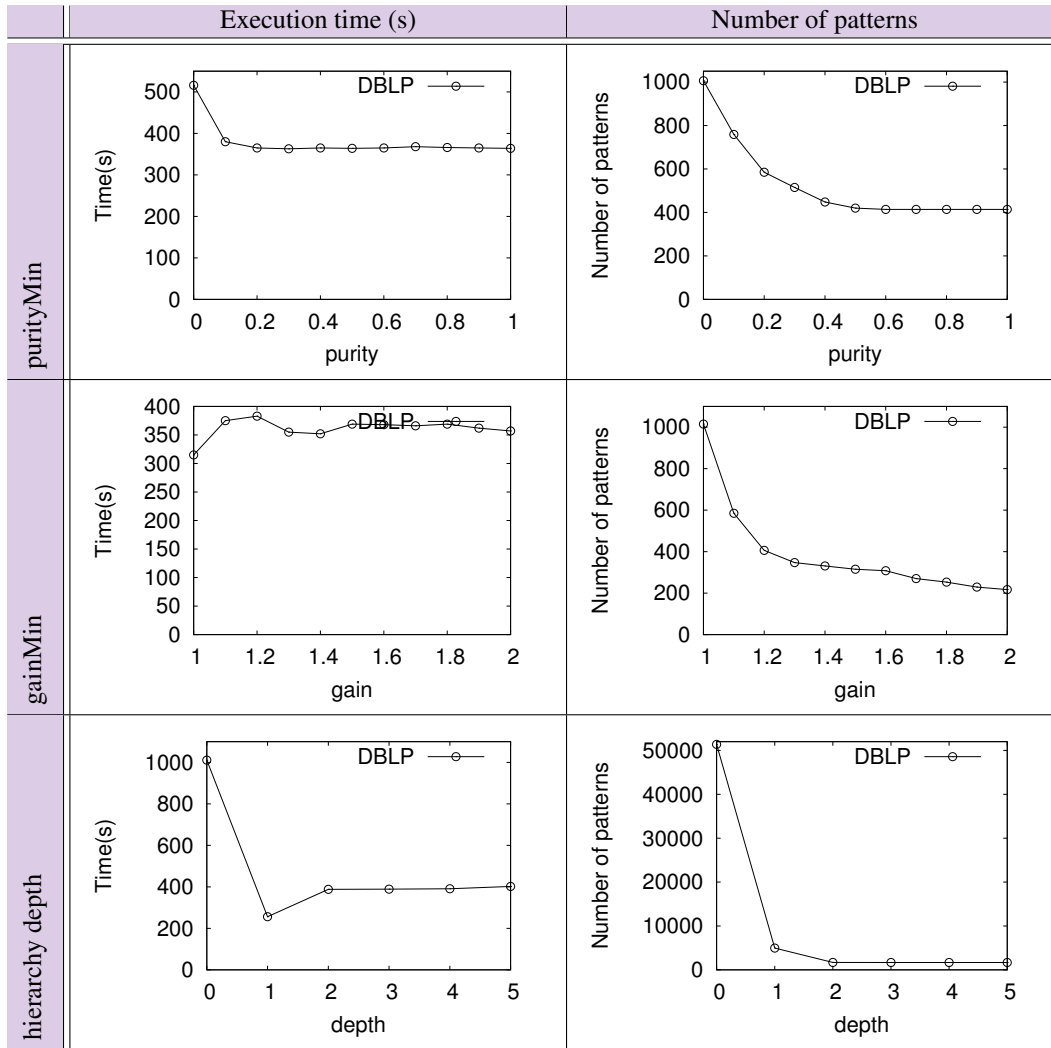 Execution time (s) Number of patterns
purityMin
Time(s)
500
400
300
200
100
0
DBLP
0 0.2 0.4 0.6 0.8 1
purity
Number of patterns
1000
800
600
400
200
0
DBLP
0 0.2 0.4 0.6 0.8 1
purity
gainMin
Time(s)
400
350
300
250
200
150
100
50
0
DBLP
1 1.2 1.4 1.6 1.8 2
gain
Number of patterns
1000
800
600
400
200
0
DBLP
1 1.2 1.4 1.6 1.8 2
gain
hierarchy depth
Time(s)
1000
800
600
400
200
0
DBLP
0 1 2 3 4 5
depth
Number of patterns
50000
40000
30000
20000
10000
0
DBLP
0 1 2 3 4 5
depth